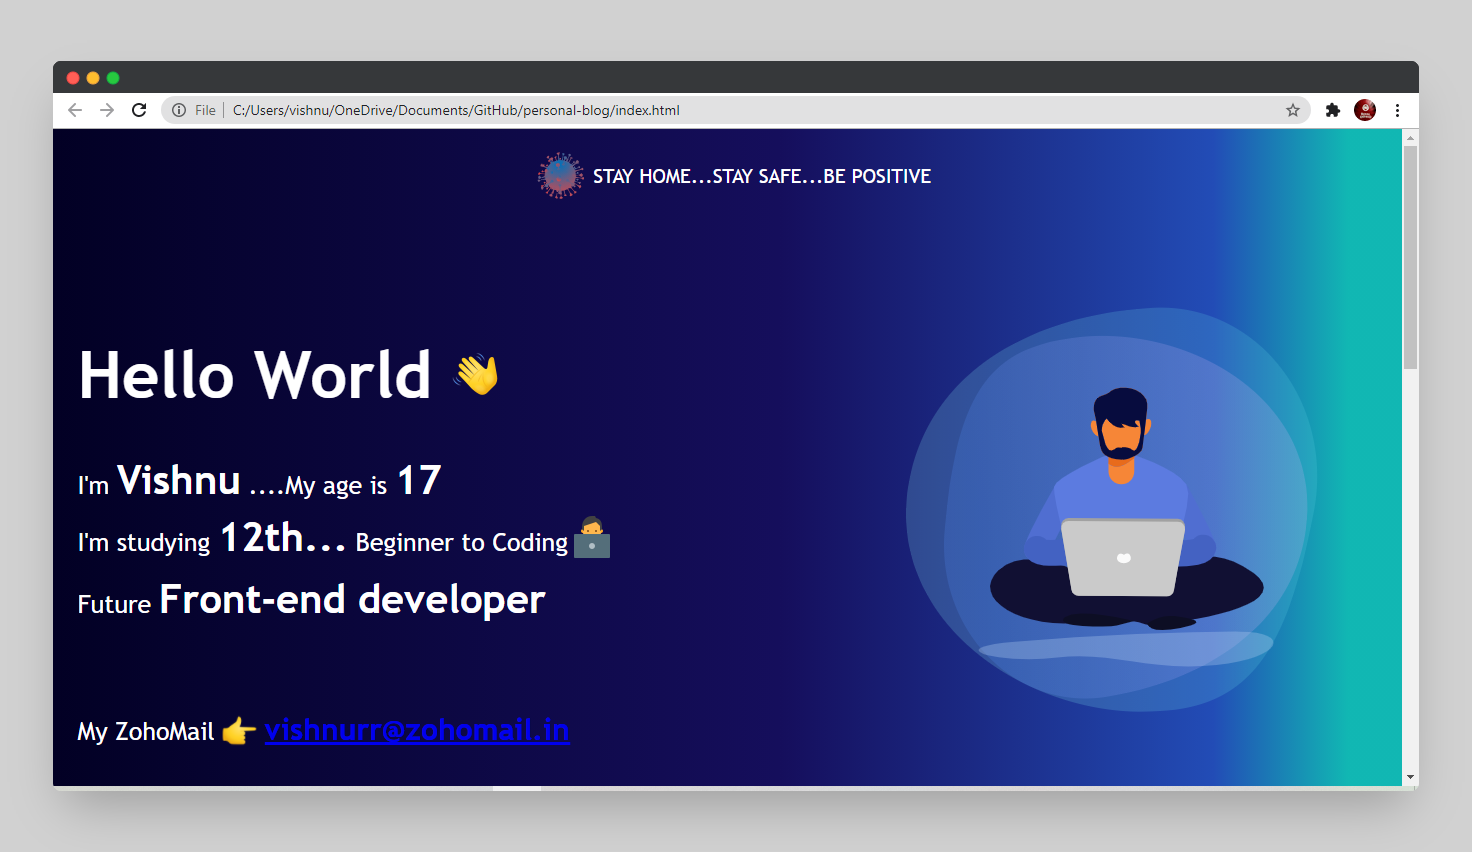 File C:/Users/vishnu/OneDrive/Documents/GitHub/personal-blog/index.html
STAY HOME...STAY SAFE...BE POSITIVE
Hello World 👋
I'm Vishnu ....My age is 17
I'm studying 12th... Beginner to Coding 🧑‍💻
Future Front-end developer
My ZohoMail 👉 vishnurr@zohomail.in